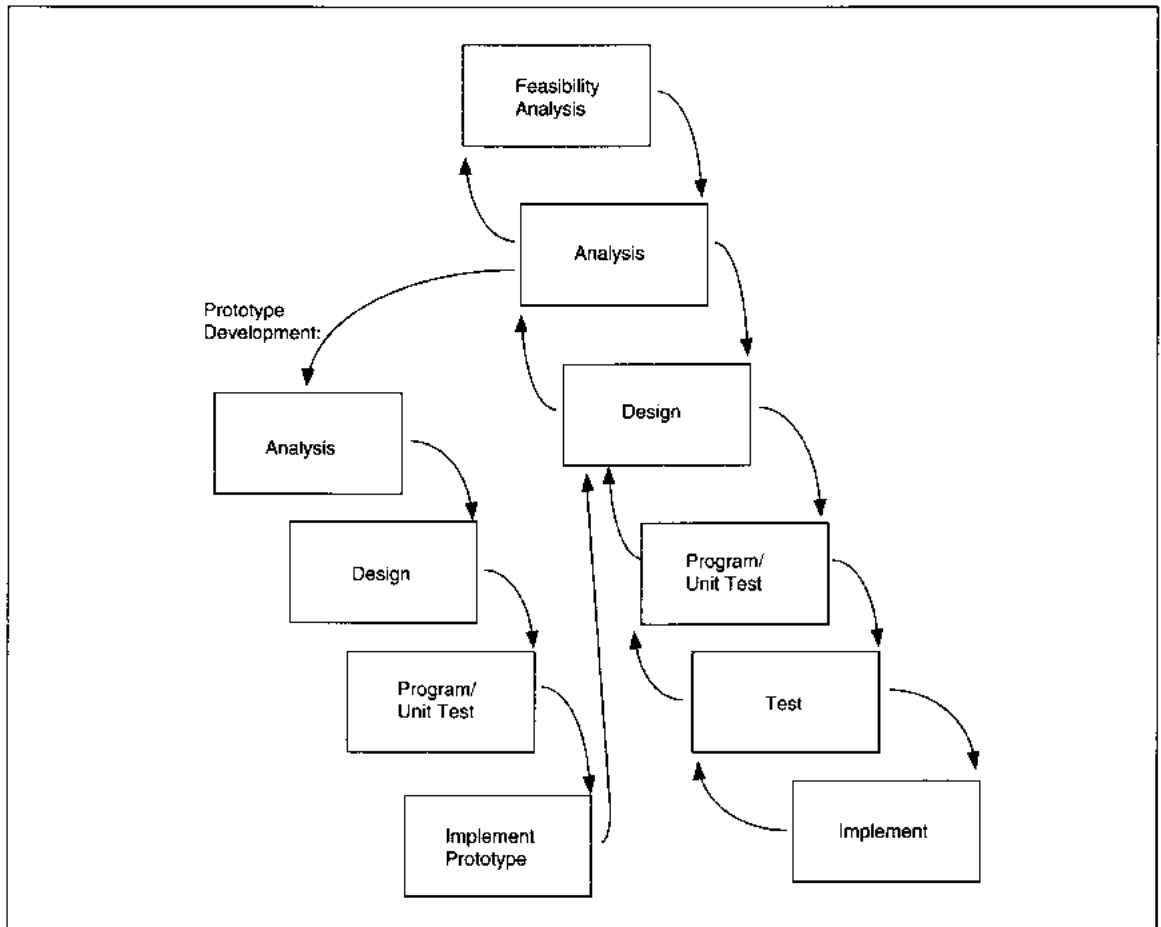 Feasibility
Analysis
Analysis
Prototype
Development:
Design
Analysis
Program/
Unit Test
Design
Test
Program/
Unit Test
Implement
Implement
Prototype